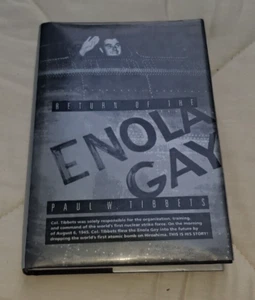 RETURN OF THE
ENOLA
GAY
PAUL W. TIBBETS
Col. Tibbets was solely responsible for the organization, training,
and command of the world's first nuclear strike force. On the morning
of August 6, 1945, Col. Tibbets flew the Enola Gay into the future by
dropping the world's first atomic bomb on Hiroshima. THIS IS HIS STORY!